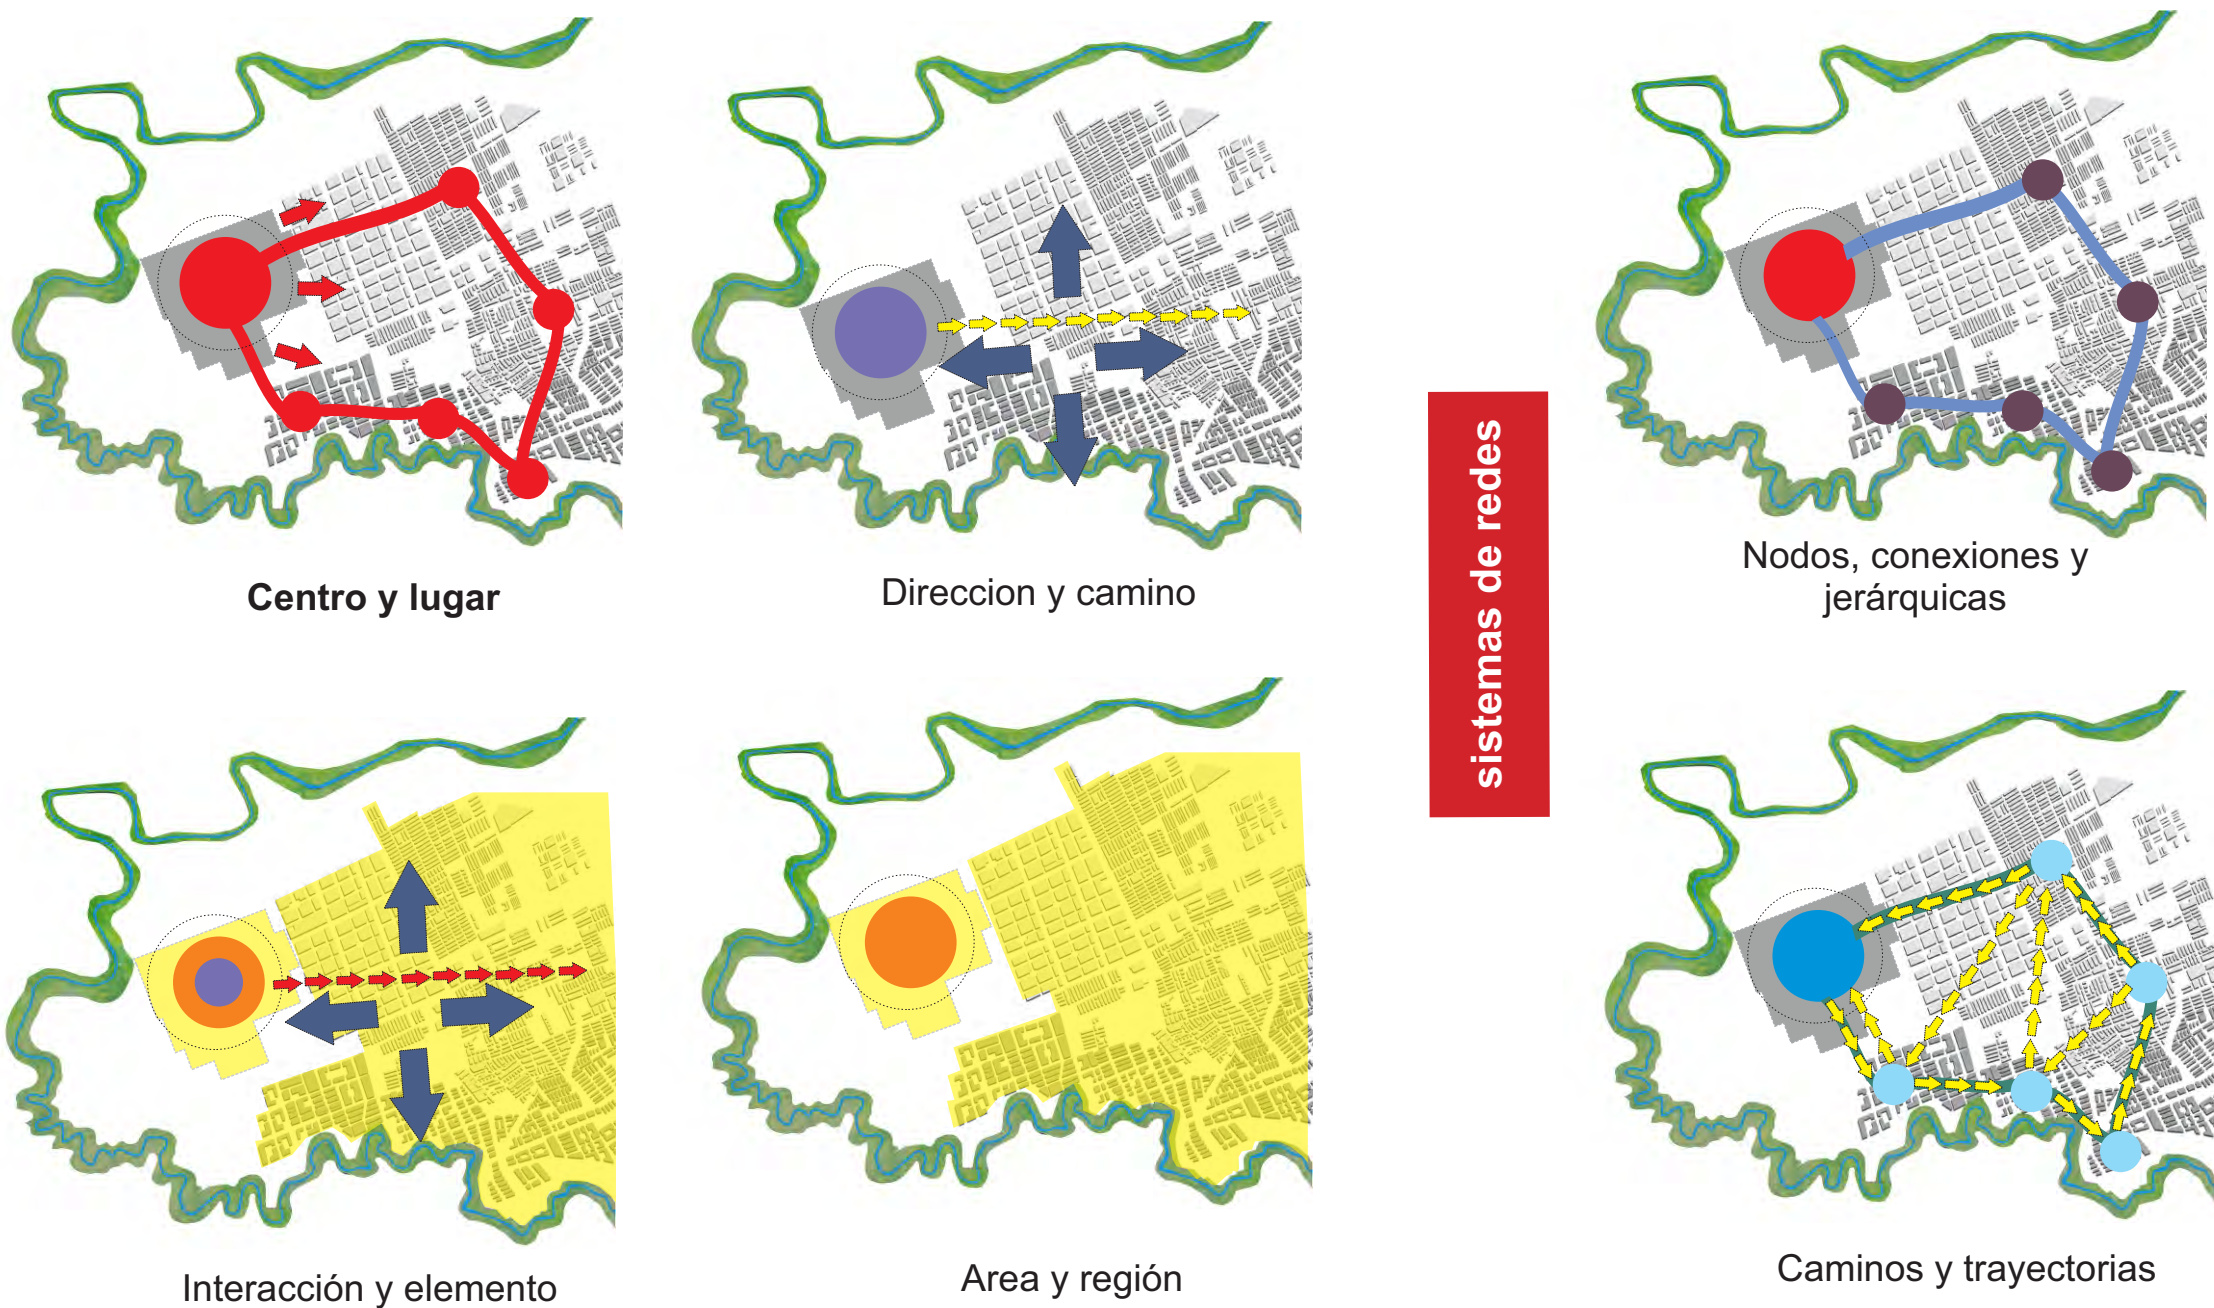 Centro y lugar
Direccion y camino
sistemas de redes
Nodos, conexiones y
jerárquicas
Interacción y elemento
Area y región
Caminos y trayectorias